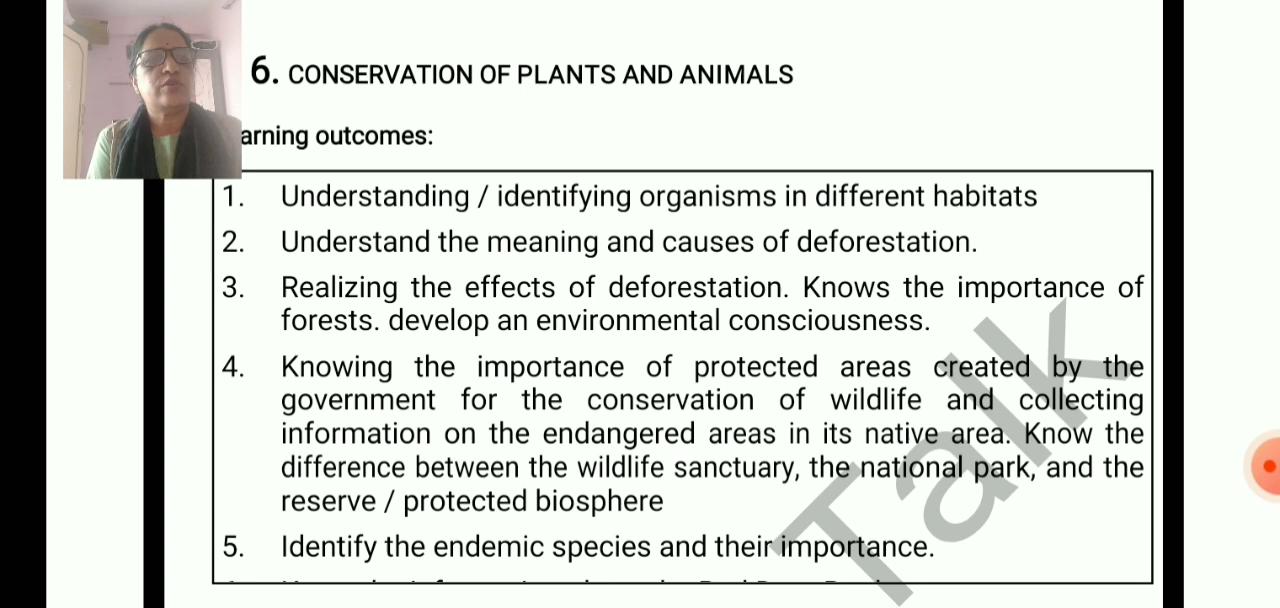 6. CONSERVATION OF PLANTS AND ANIMALS
arning outcomes:
1. Understanding / identifying organisms in different habitats
2. Understand the meaning and causes of deforestation.
3. Realizing the effects of deforestation. Knows the importance of
forests. develop an environmental consciousness.
4. Knowing the importance of protected areas created by the
government for the conservation of wildlife and collecting
information on the endangered areas in its native area. Know the
difference between the wildlife sanctuary, the national park, and the
reserve / protected biosphere
5. Identify the endemic species and their importance.
Talk